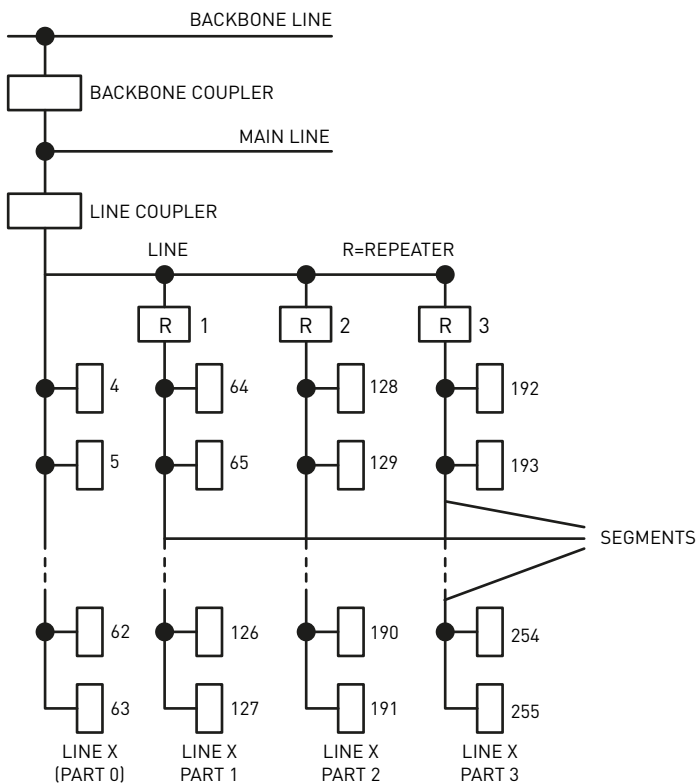 BACKBONE LINE
BACKBONE COUPLER
MAIN LINE
LINE COUPLER
LINE
R=REPEATER
R 1
R 2
R 3
4
64
128
192
5
65
129
193
SEGMENTS
62
126
190
254
63
127
191
255
LINE X
(PART 0)
LINE X
PART 1
LINE X
PART 2
LINE X
PART 3